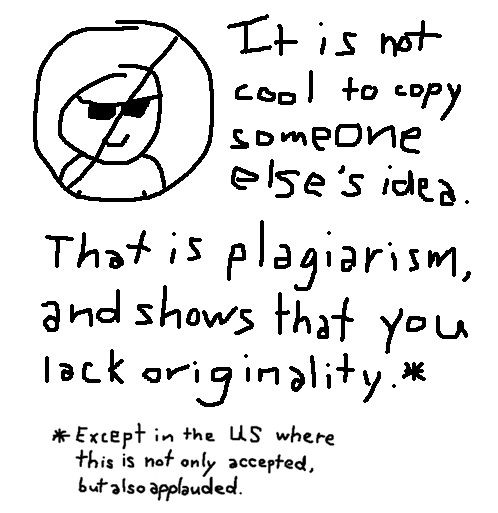 It is not
cool to copy
someone
else's idea.
That is plagiarism,
and shows that you
lack originality.*
* Except in the US where
this is not only accepted,
but also applauded.